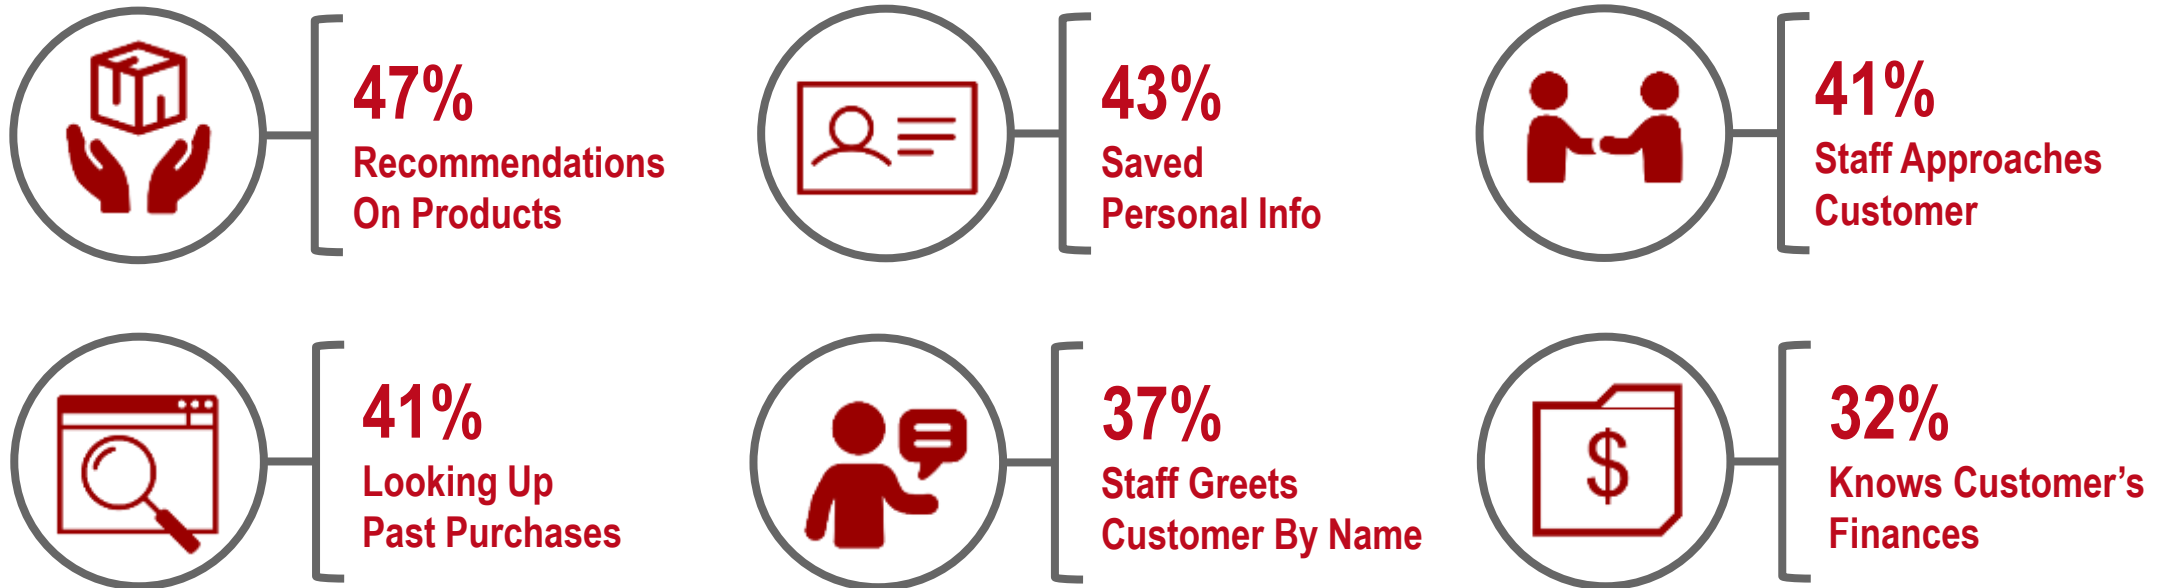 47%
Recommendations
On Products
43%
Saved
Personal Info
41%
Staff Approaches
Customer
41%
Looking Up
Past Purchases
37%
Staff Greets
Customer By Name
$
32%
Knows Customer’s
Finances